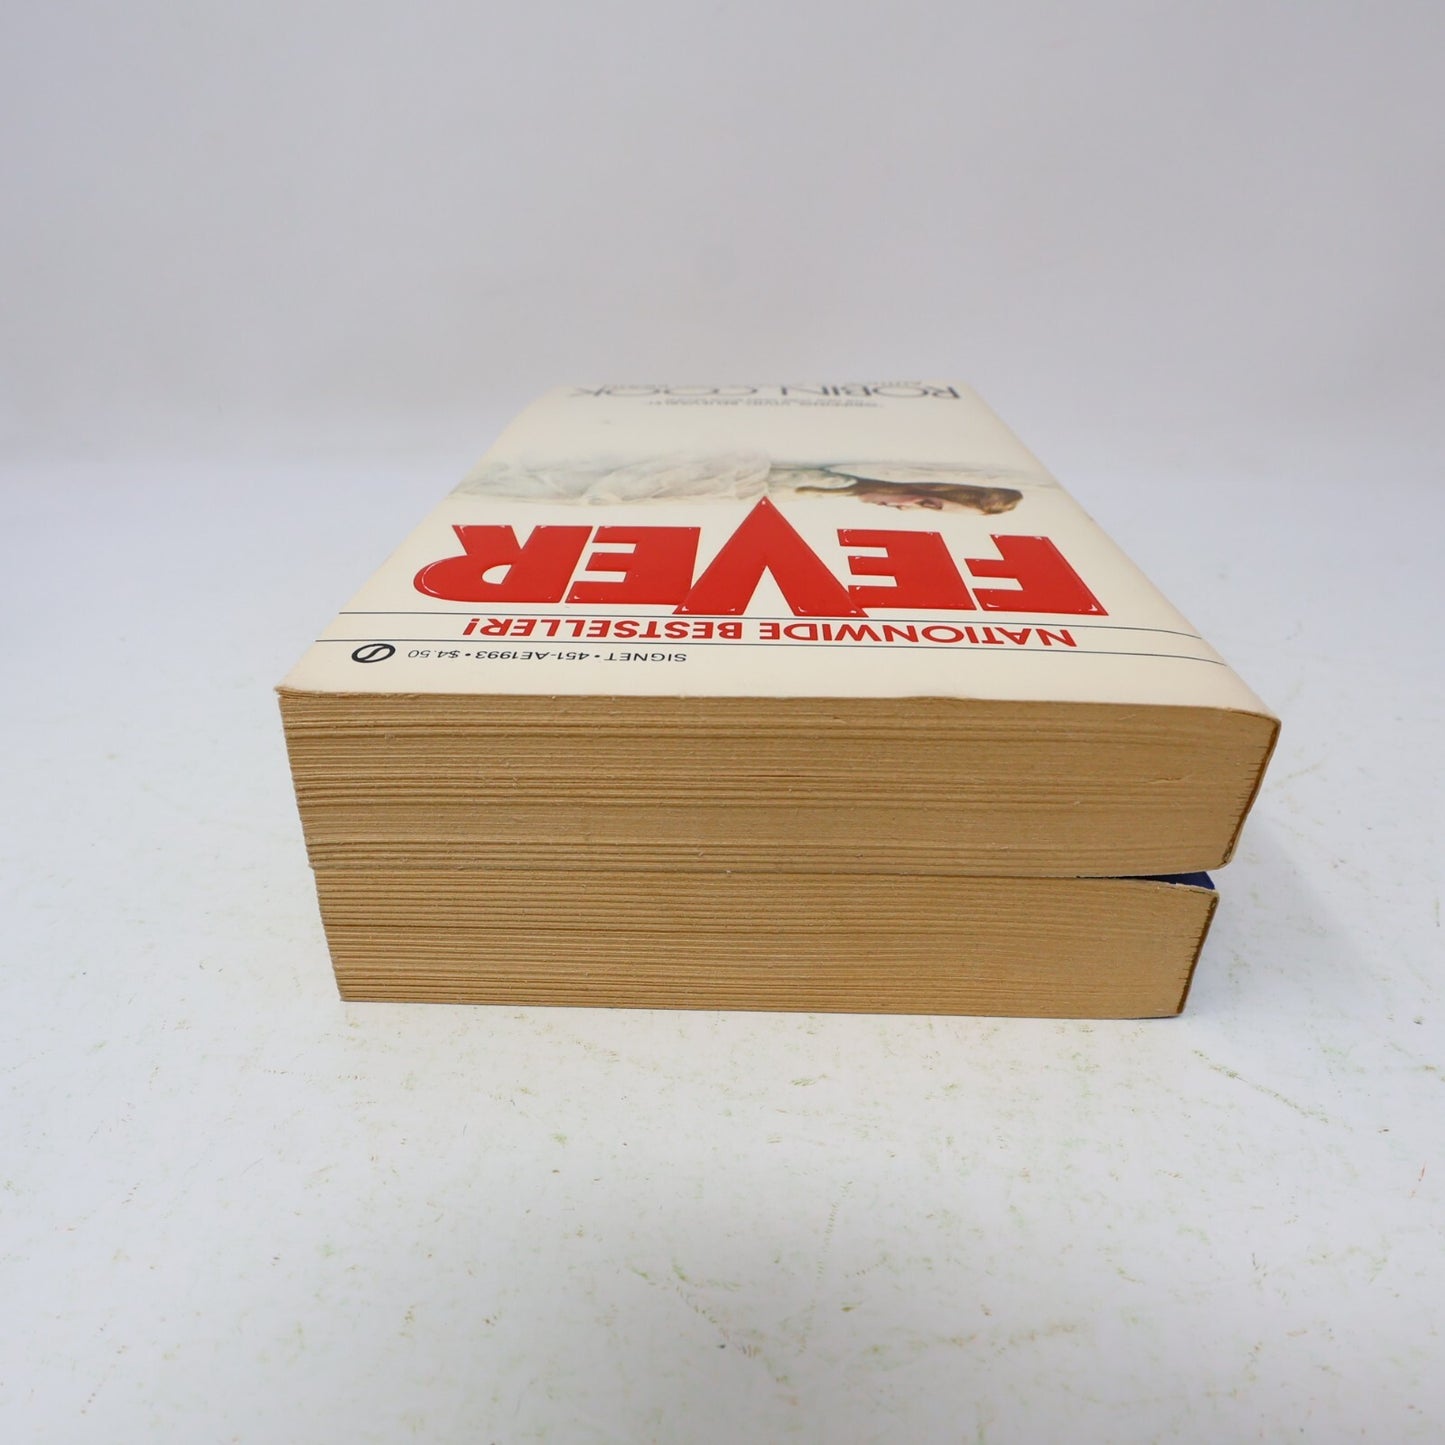 SIGNET • 451-AE1993 • $4.50
NATIONWIDE BESTSELLER!
FEVER
ROBIN COOK